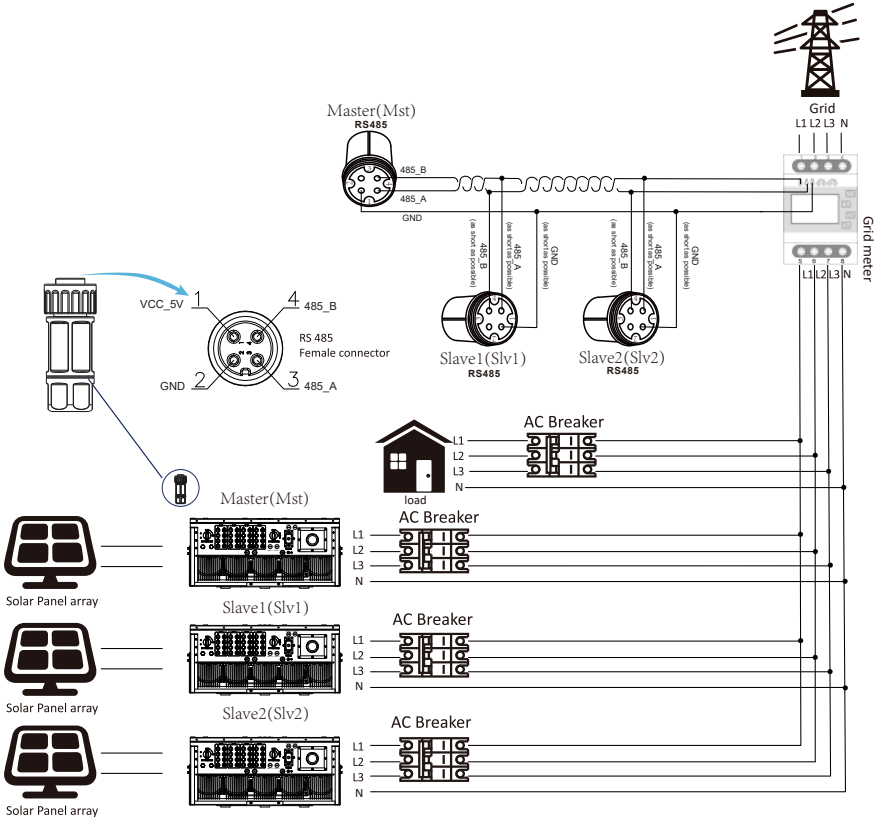 Grid
L1 L2 L3 N
Master(Mst)
RS485
485_B
485_A
GND
1 2 3 4
5 6 7 8
L1 L2 L3 N
Grid meter
485_B
(as short as possible)
485_A
(as short as possible)
GND
(as short as possible)
485_B
(as short as possible)
485_A
(as short as possible)
GND
(as short as possible)
VCC_5V
1
4
485_B
RS 485
Female connector
GND
2
3
485_A
Slave1(Slv1)
RS485
Slave2(Slv2)
RS485
AC Breaker
L1
L2
L3
N
load
Master(Mst)
AC Breaker
L1
L2
L3
N
Solar Panel array
Slave1(Slv1)
AC Breaker
L1
L2
L3
N
Solar Panel array
Slave2(Slv2)
AC Breaker
L1
L2
L3
N
Solar Panel array